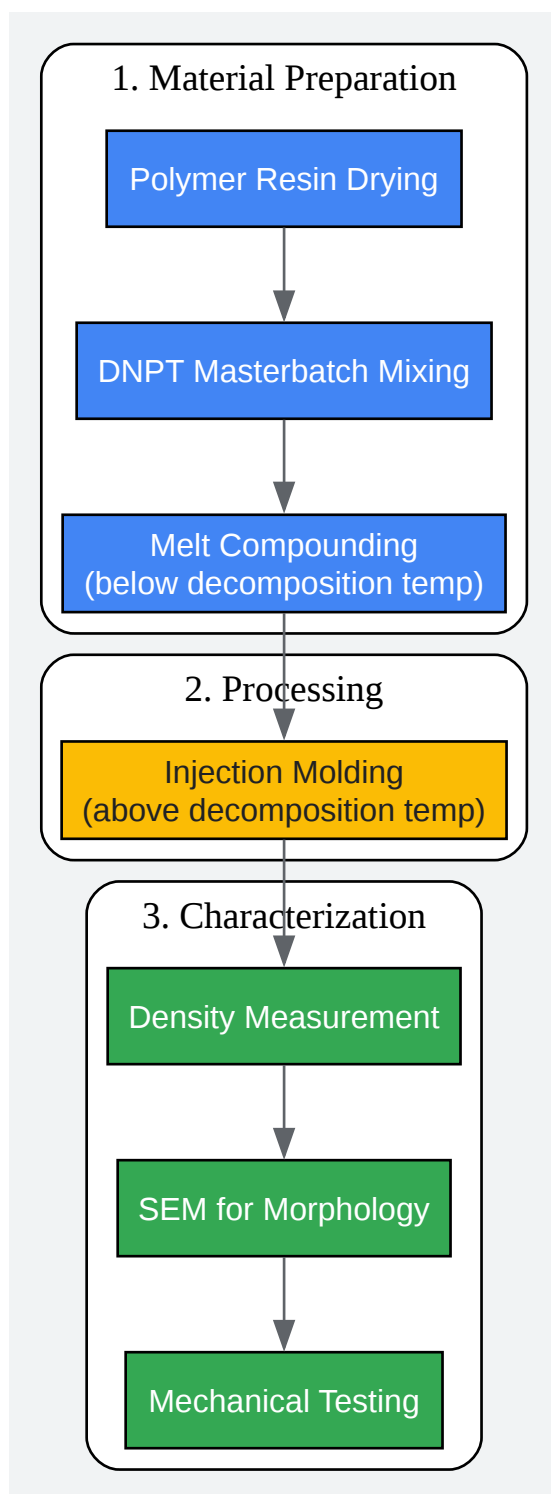 1. Material Preparation
Polymer Resin Drying
DNPT Masterbatch Mixing
Melt Compounding
(below decomposition temp)
2. Processing
Injection Molding
(above decomposition temp)
3. Characterization
Density Measurement
SEM for Morphology
Mechanical Testing